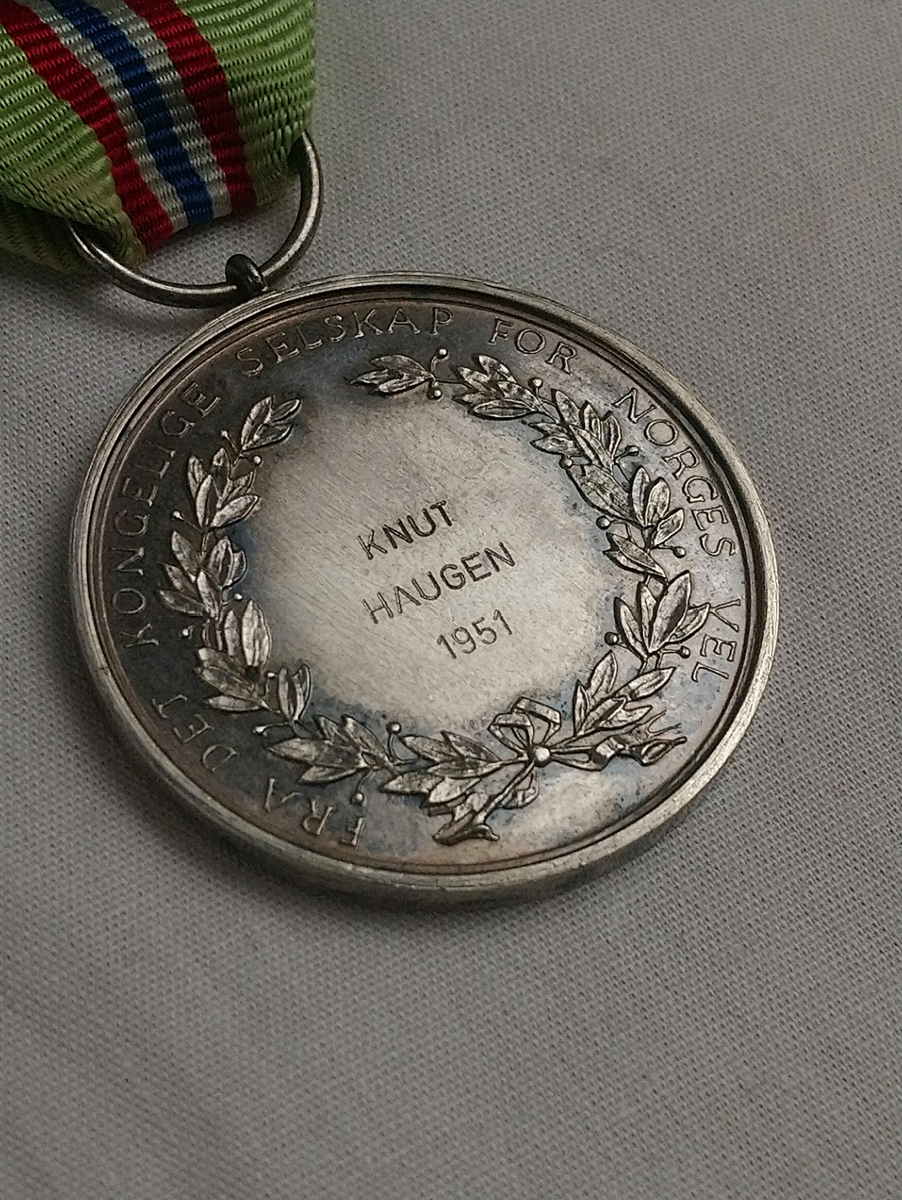 FRA DET KONGELIGE SELSKAP FOR NORGES VEL
KNUT
HAUGEN
1951